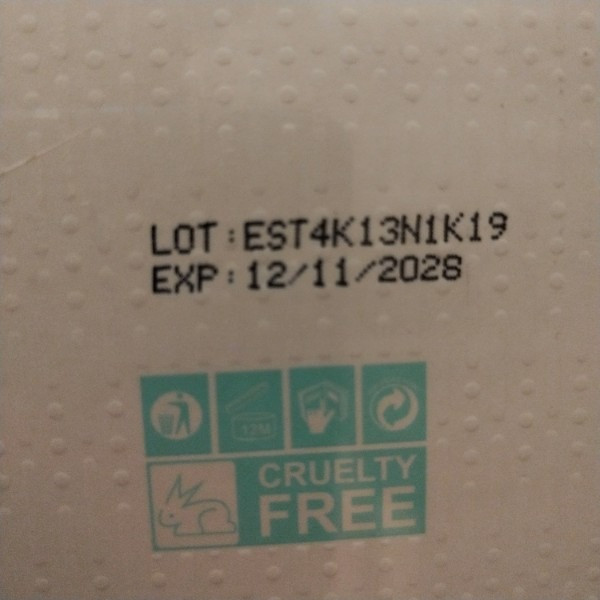 LOT:EST4K13N1K19
EXP:12/11/2028
12M
CRUELTY
FREE